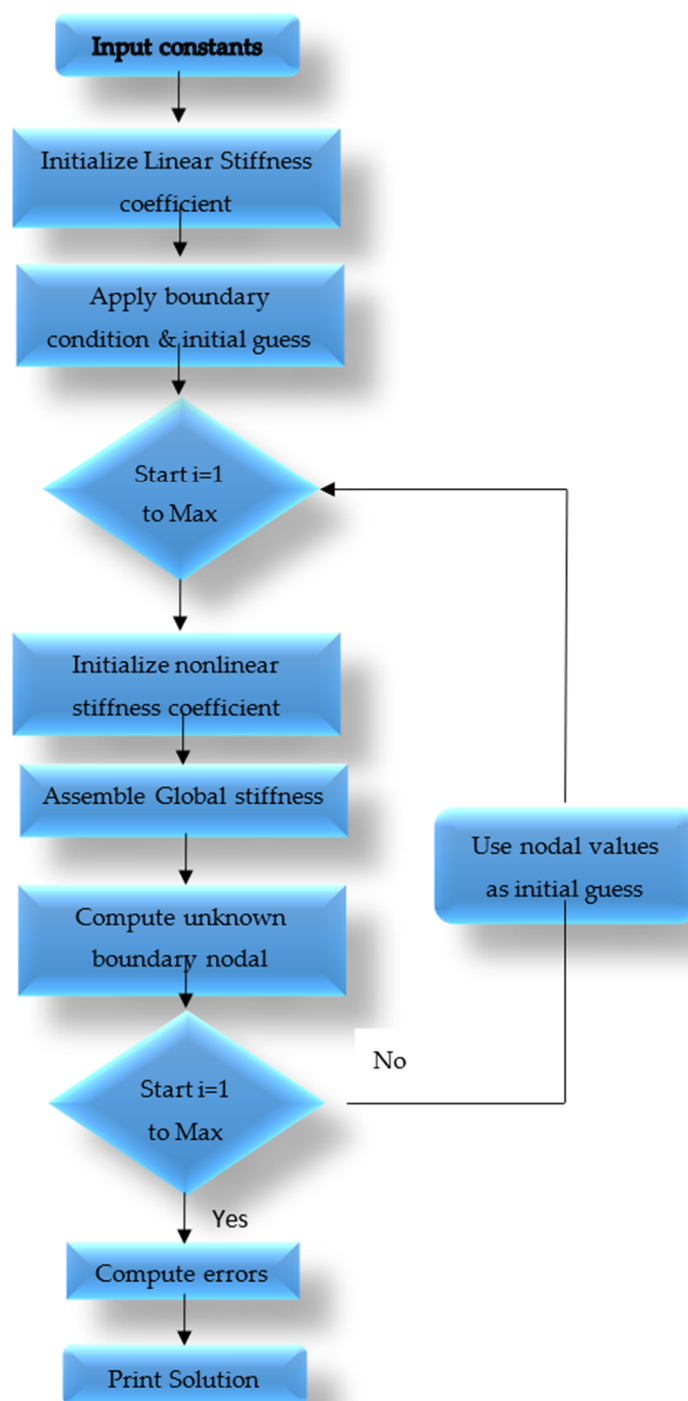 Input constants
Initialize Linear Stiffness
coefficient
Apply boundary
condition & initial guess
Start i=1
to Max
Initialize nonlinear
stiffness coefficient
Assemble Global stiffness
Use nodal values
as initial guess
Compute unknown
boundary nodal
No
Start i=1
to Max
Yes
Compute errors
Print Solution